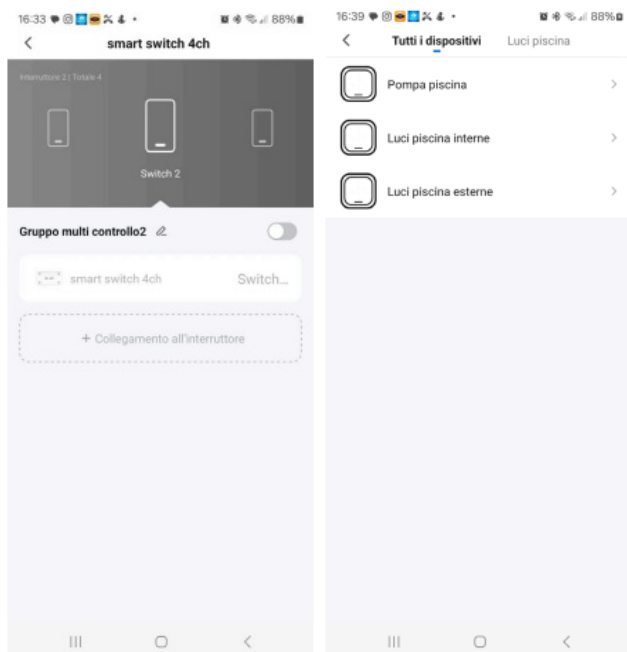 16:33
88%
smart switch 4ch
Interruttore 2 | Totale 4
Switch 2
Gruppo multi controllo2
smart switch 4ch
Switch...
+ Collegamento all'interruttore
16:39
88%
Tutti i dispositivi
Luci piscina
Pompa piscina
Luci piscina interne
Luci piscina esterne